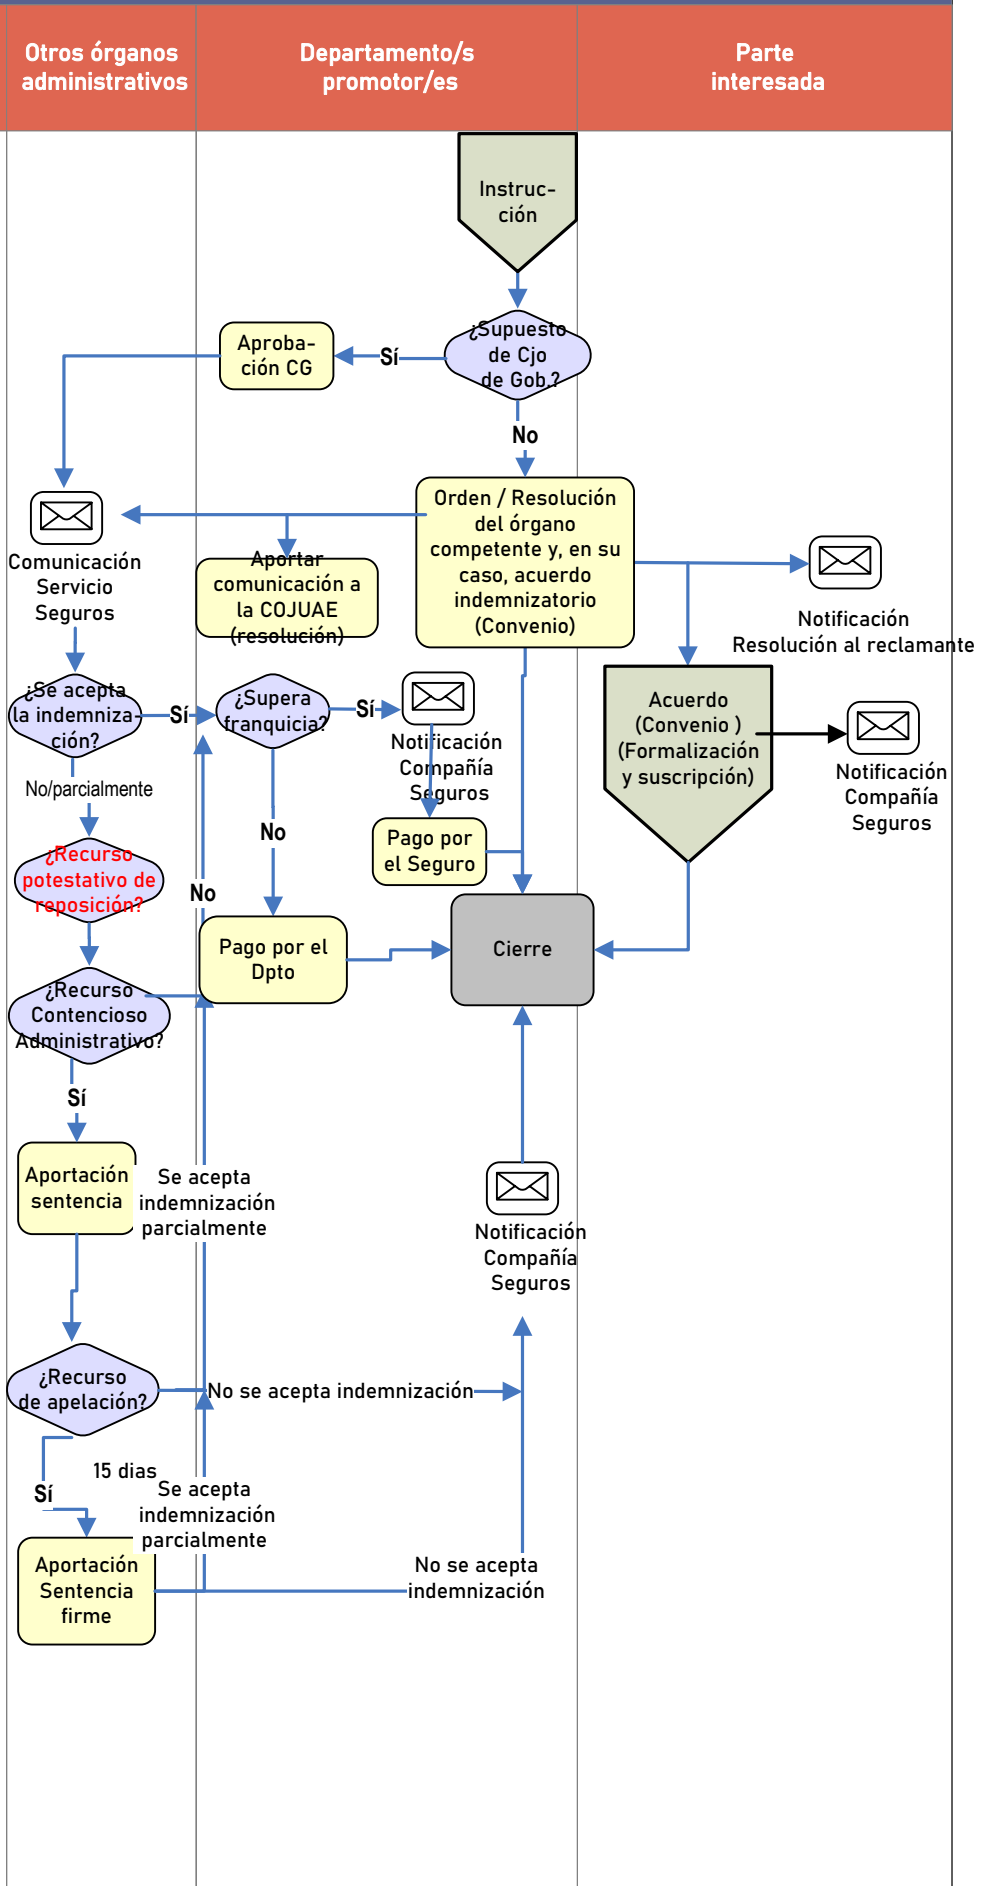 Otros órganos
administrativos
Departamento/s
promotor/es
Parte
interesada
Instruc-
ción
¿Supuesto
de Cjo
de Gob.?
Sí
Aproba-
ción CG
No
Orden / Resolución
del órgano
competente y, en su
caso, acuerdo
indemnizatorio
(Convenio)
Comunicación
Servicio
Seguros
Aportar
comunicación a
la COJUAE
(resolución)
Notificación
Resolución al reclamante
¿Se acepta
la indemniza-
ción?
Sí
¿Supera
franquicia?
Sí
Notificación
Compañía
Seguros
Acuerdo
(Convenio )
(Formalización
y suscripción)
Notificación
Compañía
Seguros
No/parcialmente
No
Pago por
el Seguro
¿Recurso
potestativo de
reposición?
No
Pago por el
Dpto
Cierre
¿Recurso
Contencioso
Administrativo?
Sí
Aportación
sentencia
Se acepta
indemnización
parcialmente
Notificación
Compañía
Seguros
¿Recurso
de apelación?
No se acepta indemnización
15 dias
Sí
Se acepta
indemnización
parcialmente
Aportación
Sentencia
firme
No se acepta
indemnización